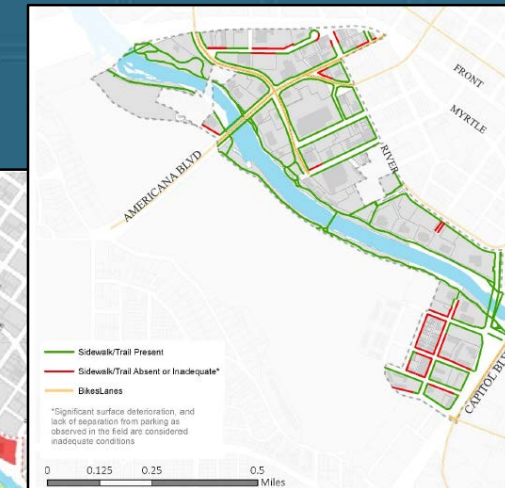 FRONT
MYRTLE
RIVER
AMERICANA BLVD
CAPITOL BL
Sidewalk/Trail Present
Sidewalk/Trail Absent or Inadequate*
BikesLanes
*Significant surface deterioration, and
lack of separation from parking as
observed in the field are considered
inadequate conditions
0 0.125 0.25 0.5
Miles